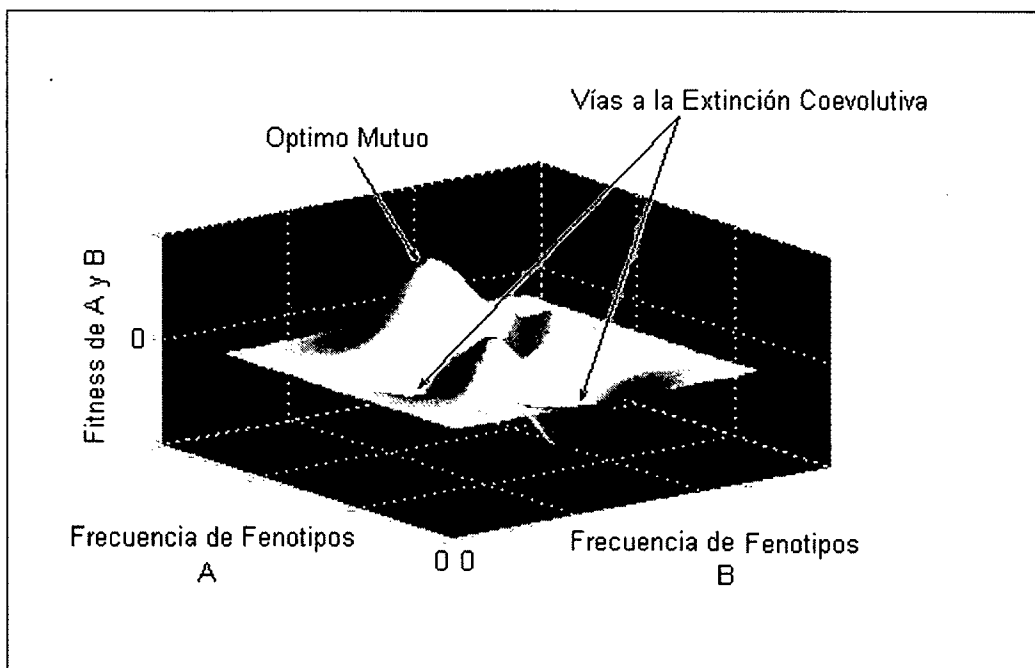 Vías a la Extinción Coevolutiva
Optimo Mutuo
Fitness de A y B
0
Frecuencia de Fenotipos
A
0 0
Frecuencia de Fenotipos
B